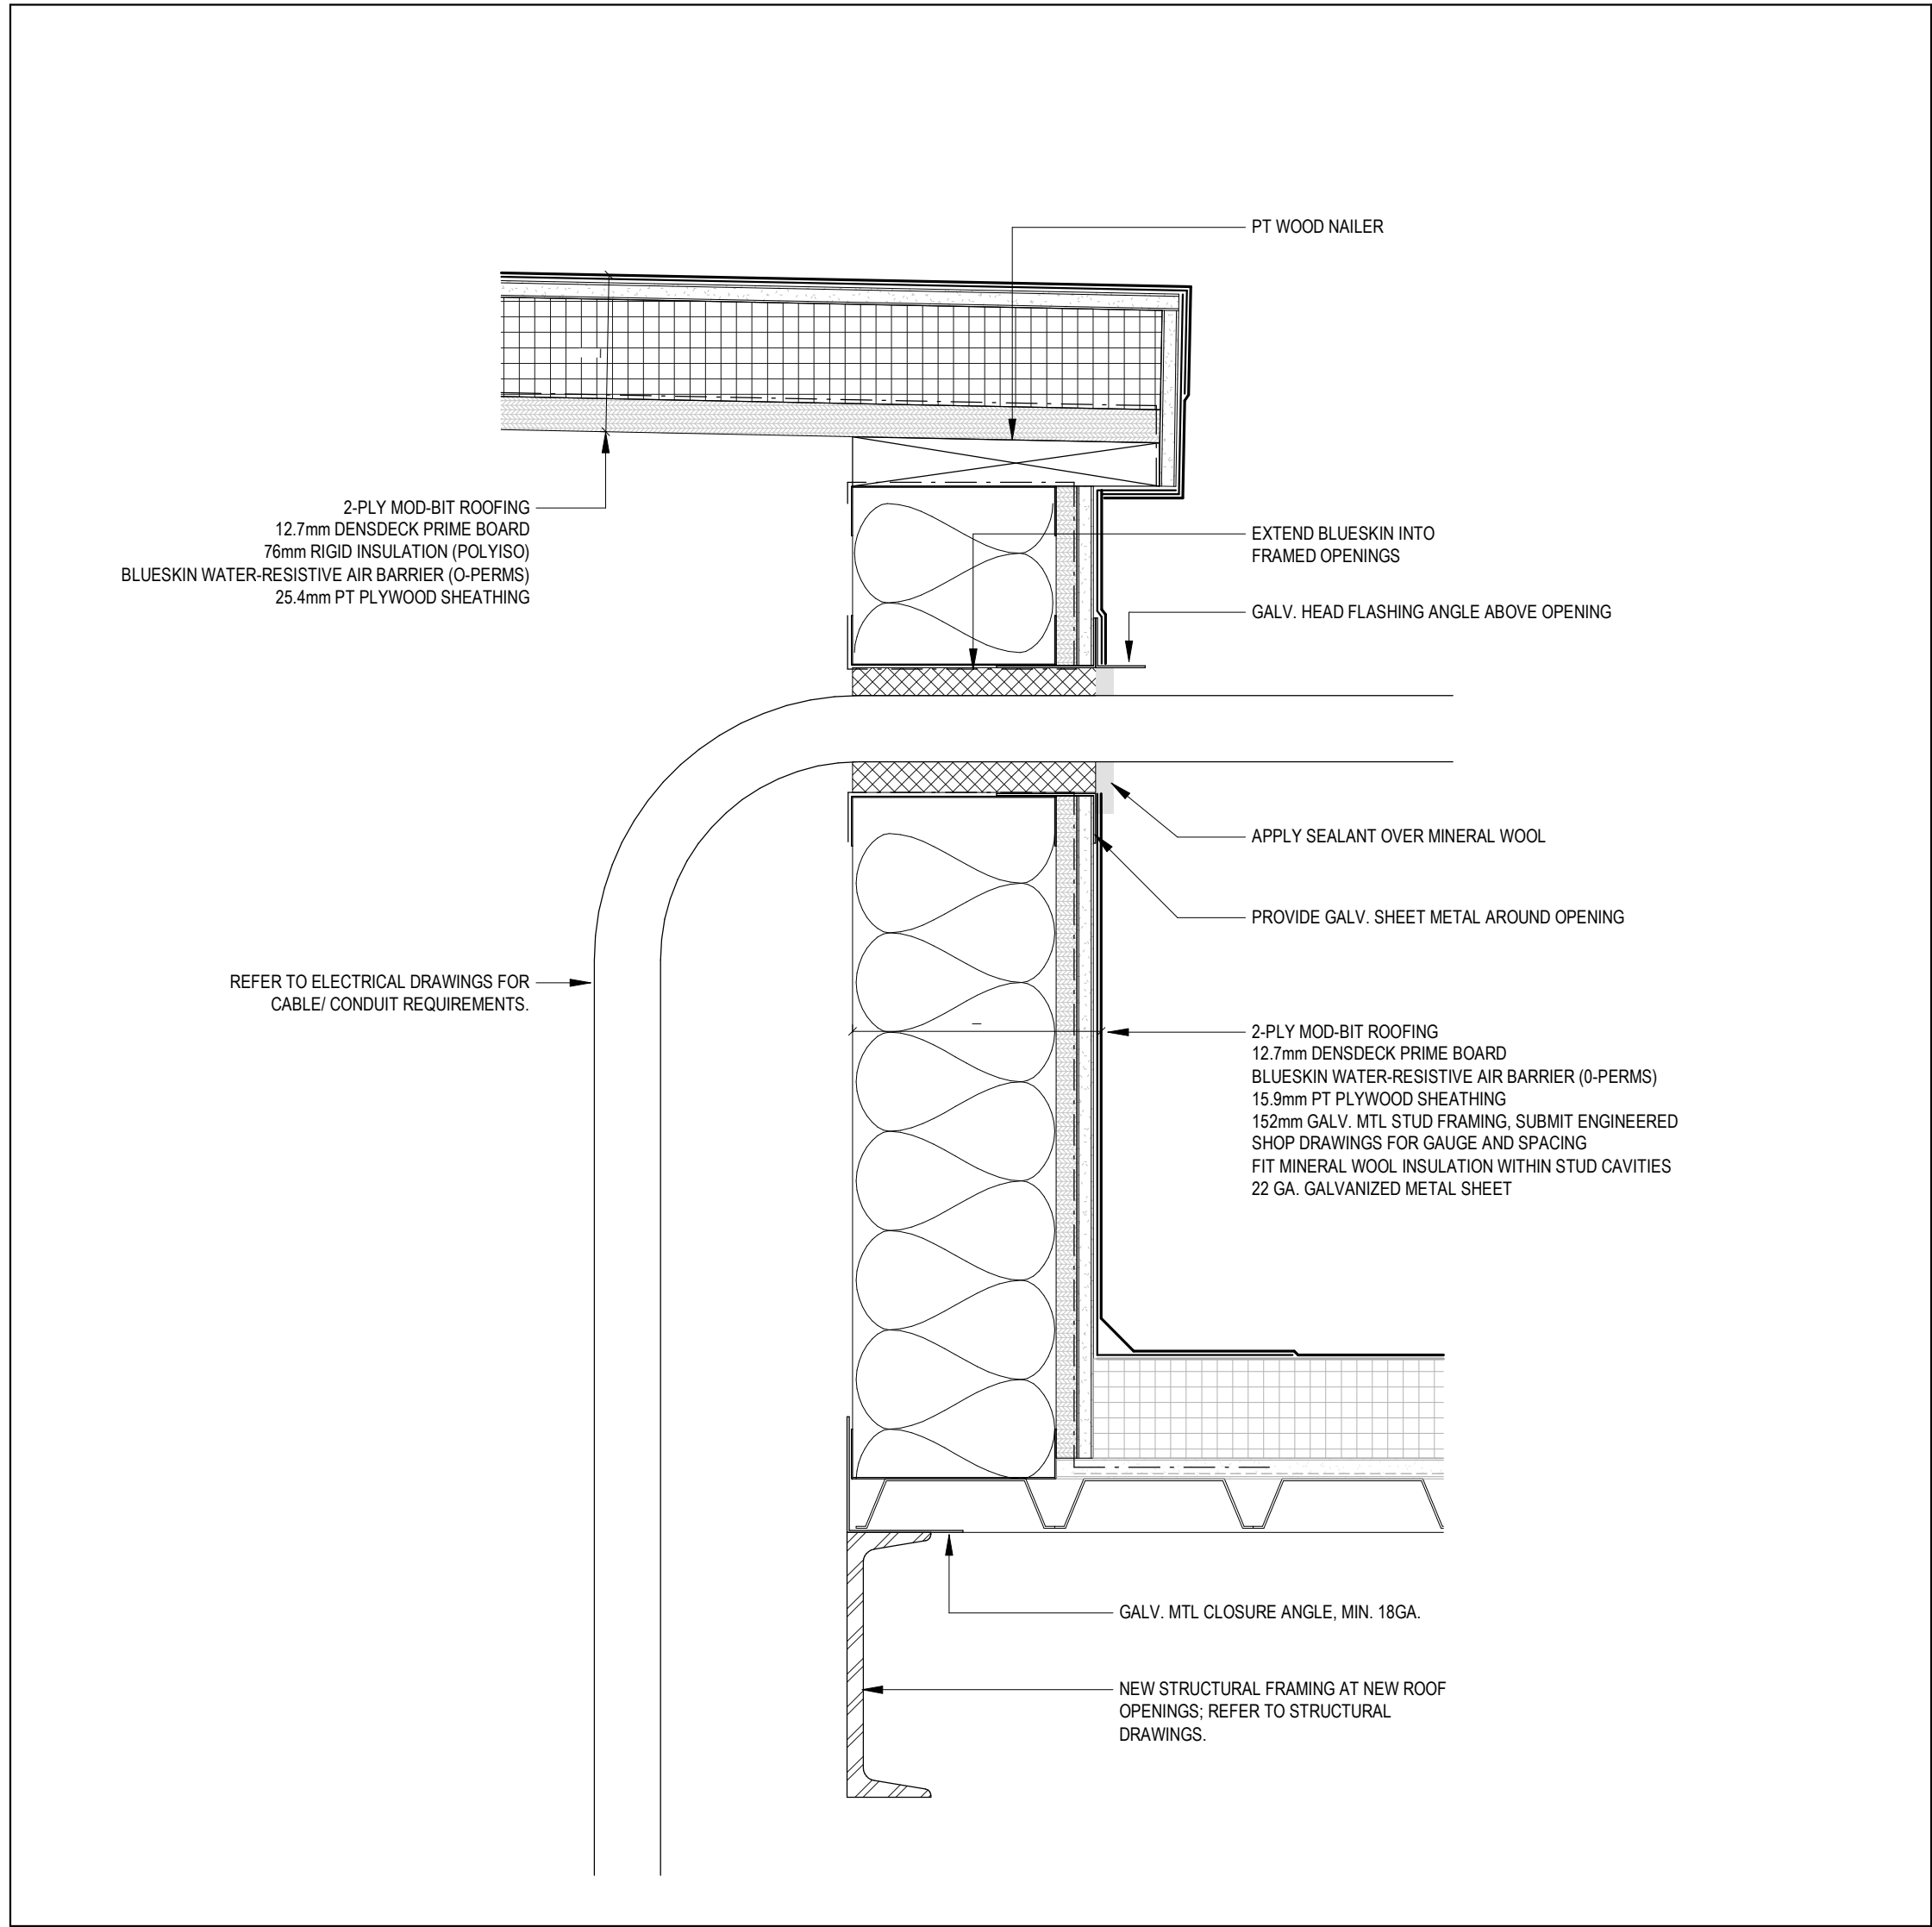 PT WOOD NAILER
2-PLY MOD-BIT ROOFING
12.7mm DENSDECK PRIME BOARD
76mm RIGID INSULATION (POLYISO)
BLUESKIN WATER-RESISTIVE AIR BARRIER (O-PERMS)
25.4mm PT PLYWOOD SHEATHING
EXTEND BLUESKIN INTO
FRAMED OPENINGS
GALV. HEAD FLASHING ANGLE ABOVE OPENING
APPLY SEALANT OVER MINERAL WOOL
PROVIDE GALV. SHEET METAL AROUND OPENING
REFER TO ELECTRICAL DRAWINGS FOR
CABLE/ CONDUIT REQUIREMENTS.
2-PLY MOD-BIT ROOFING
12.7mm DENSDECK PRIME BOARD
BLUESKIN WATER-RESISTIVE AIR BARRIER (0-PERMS)
15.9mm PT PLYWOOD SHEATHING
152mm GALV. MTL STUD FRAMING, SUBMIT ENGINEERED
SHOP DRAWINGS FOR GAUGE AND SPACING
FIT MINERAL WOOL INSULATION WITHIN STUD CAVITIES
22 GA. GALVANIZED METAL SHEET
GALV. MTL CLOSURE ANGLE, MIN. 18GA.
NEW STRUCTURAL FRAMING AT NEW ROOF
OPENINGS; REFER TO STRUCTURAL
DRAWINGS.